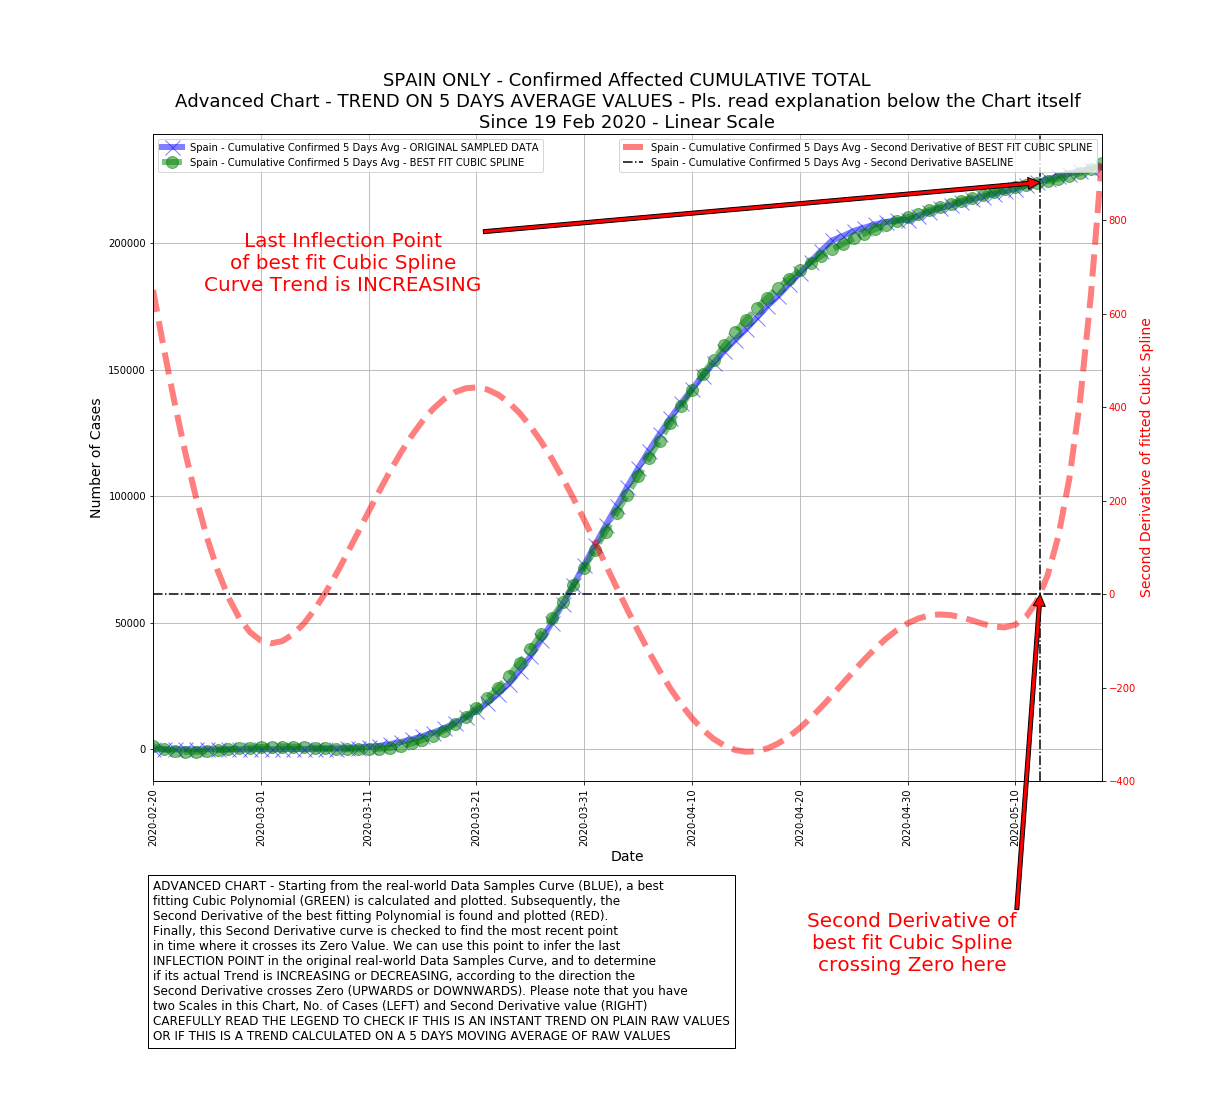 SPAIN ONLY - Confirmed Affected CUMULATIVE TOTAL
Advanced Chart - TREND ON 5 DAYS AVERAGE VALUES - Pls. read explanation below the Chart itself
Since 19 Feb 2020 - Linear Scale
Spain - Cumulative Confirmed 5 Days Avg - ORIGINAL SAMPLED DATA
Spain - Cumulative Confirmed 5 Days Avg - BEST FIT CUBIC SPLINE
Spain - Cumulative Confirmed 5 Days Avg - Second Derivative of BEST FIT CUBIC SPLINE
Spain - Cumulative Confirmed 5 Days Avg - Second Derivative BASELINE
Last Inflection Point
of best fit Cubic Spline
Curve Trend is INCREASING
Number of Cases
200000
150000
100000
50000
0
800
600
400
200
0
−200
−400
Second Derivative of fitted Cubic Spline
2020-02-20
2020-03-01
2020-03-11
2020-03-21
2020-03-31
2020-04-10
2020-04-20
2020-04-30
2020-05-10
Date
ADVANCED CHART - Starting from the real-world Data Samples Curve (BLUE), a best
fitting Cubic Polynomial (GREEN) is calculated and plotted. Subsequently, the
Second Derivative of the best fitting Polynomial is found and plotted (RED).
Finally, this Second Derivative curve is checked to find the most recent point
in time where it crosses its Zero Value. We can use this point to infer the last
INFLECTION POINT in the original real-world Data Samples Curve, and to determine
if its actual Trend is INCREASING or DECREASING, according to the direction the
Second Derivative crosses Zero (UPWARDS or DOWNWARDS). Please note that you have
two Scales in this Chart, No. of Cases (LEFT) and Second Derivative value (RIGHT)
CAREFULLY READ THE LEGEND TO CHECK IF THIS IS AN INSTANT TREND ON PLAIN RAW VALUES
OR IF THIS IS A TREND CALCULATED ON A 5 DAYS MOVING AVERAGE OF RAW VALUES
Second Derivative of
best fit Cubic Spline
crossing Zero here